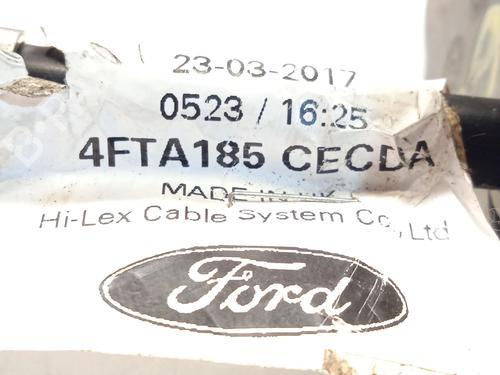 23-03-2017
0523 / 16:25
4FTA185 CECDA
MADE IN UK
Hi-Lex Cable System Co., Ltd
Ford